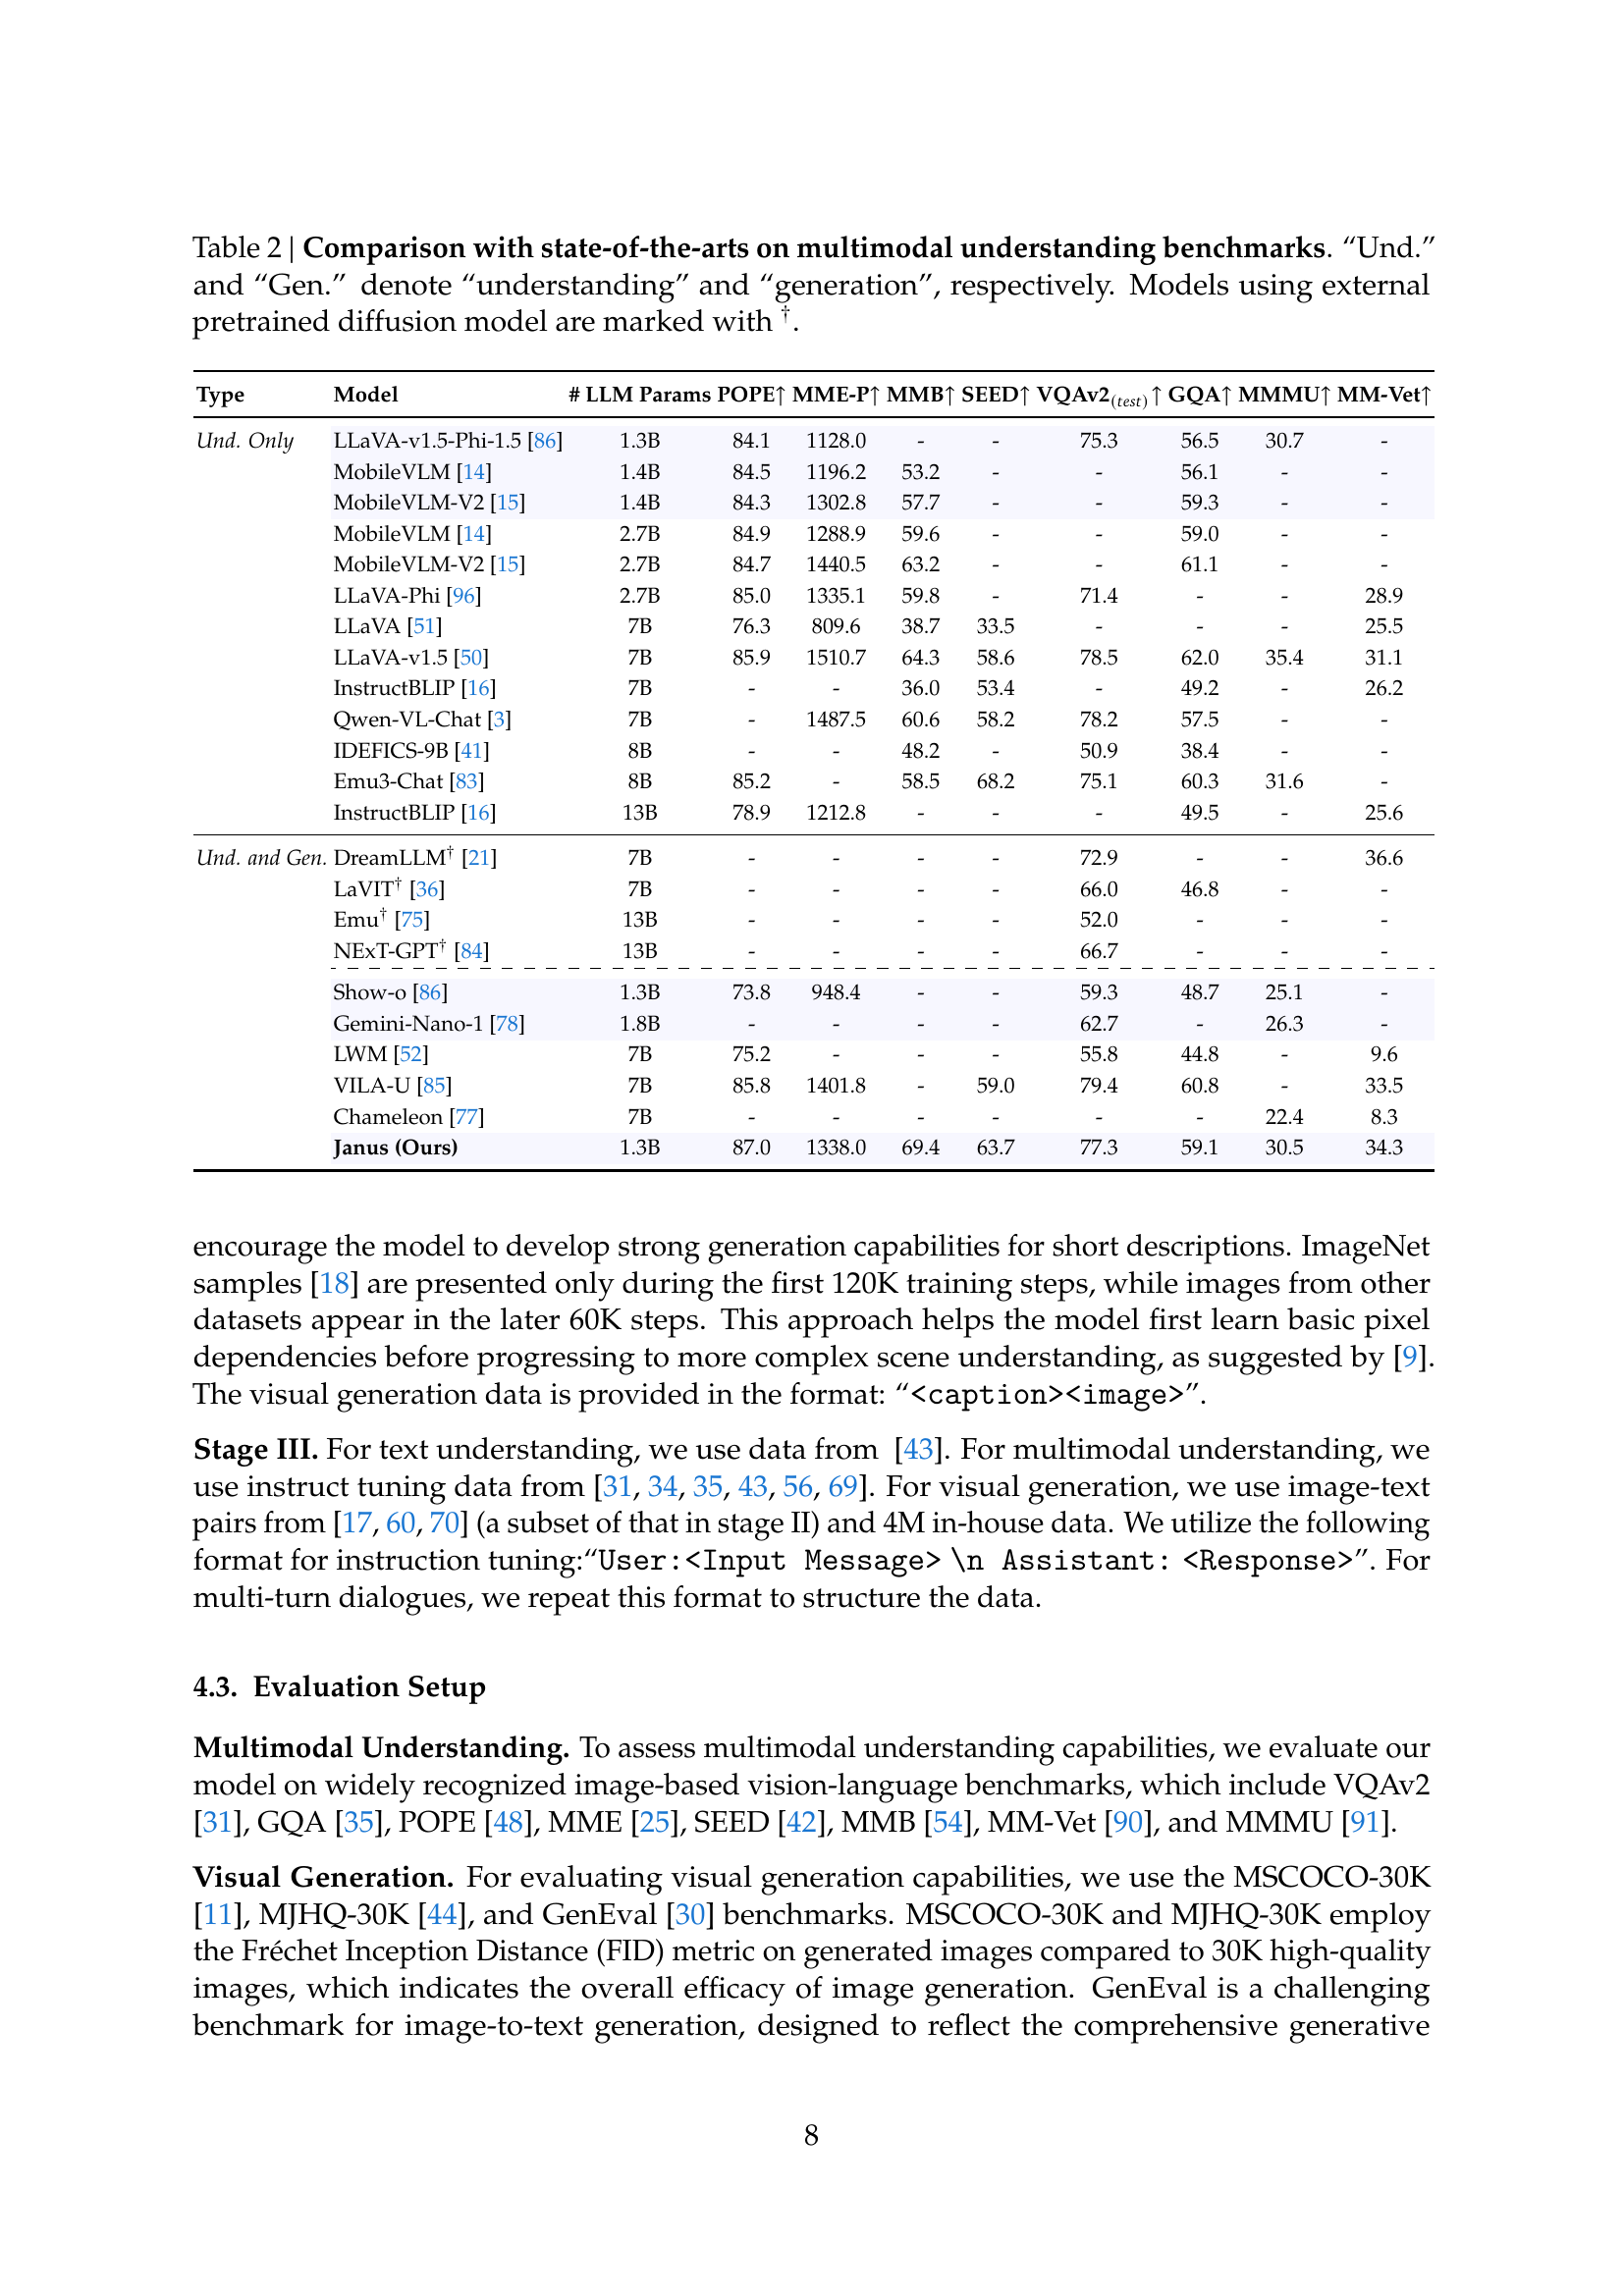 Table 2 | Comparison with state-of-the-arts on multimodal understanding benchmarks. “Und.”
and “Gen.” denote “understanding” and “generation”, respectively. Models using external
pretrained diffusion model are marked with †.
Type Model # LLM Params POPE↑ MME-P↑ MMB↑ SEED↑ VQAv2(test)↑ GQA↑ MMMU↑ MM-Vet↑
Und. Only LLaVA-v1.5-Phi-1.5 [86] 1.3B 84.1 1128.0 - - 75.3 56.5 30.7 -
MobileVLM [14] 1.4B 84.5 1196.2 53.2 - - 56.1 - -
MobileVLM-V2 [15] 1.4B 84.3 1302.8 57.7 - - 59.3 - -
MobileVLM [14] 2.7B 84.9 1288.9 59.6 - - 59.0 - -
MobileVLM-V2 [15] 2.7B 84.7 1440.5 63.2 - - 61.1 - -
LLaVA-Phi [96] 2.7B 85.0 1335.1 59.8 - 71.4 - - 28.9
LLaVA [51] 7B 76.3 809.6 38.7 33.5 - - - 25.5
LLaVA-v1.5 [50] 7B 85.9 1510.7 64.3 58.6 78.5 62.0 35.4 31.1
InstructBLIP [16] 7B - - 36.0 53.4 - 49.2 - 26.2
Qwen-VL-Chat [3] 7B - 1487.5 60.6 58.2 78.2 57.5 - -
IDEFICS-9B [41] 8B - - 48.2 - 50.9 38.4 - -
Emu3-Chat [83] 8B 85.2 - 58.5 68.2 75.1 60.3 31.6 -
InstructBLIP [16] 13B 78.9 1212.8 - - - 49.5 - 25.6
Und. and Gen. DreamLLM† [21] 7B - - - - 72.9 - - 36.6
LaVIT† [36] 7B - - - - 66.0 46.8 - -
Emu† [75] 13B - - - - 52.0 - - -
NExT-GPT† [84] 13B - - - - 66.7 - - -
Show-o [86] 1.3B 73.8 948.4 - - 59.3 48.7 25.1 -
Gemini-Nano-1 [78] 1.8B - - - - 62.7 - 26.3 -
LWM [52] 7B 75.2 - - - 55.8 44.8 - 9.6
VILA-U [85] 7B 85.8 1401.8 - 59.0 79.4 60.8 - 33.5
Chameleon [77] 7B - - - - - - 22.4 8.3
Janus (Ours) 1.3B 87.0 1338.0 69.4 63.7 77.3 59.1 30.5 34.3
encourage the model to develop strong generation capabilities for short descriptions. ImageNet
samples [18] are presented only during the first 120K training steps, while images from other
datasets appear in the later 60K steps. This approach helps the model first learn basic pixel
dependencies before progressing to more complex scene understanding, as suggested by [9].
The visual generation data is provided in the format: “<caption><image>”.
Stage III. For text understanding, we use data from [43]. For multimodal understanding, we
use instruct tuning data from [31, 34, 35, 43, 56, 69]. For visual generation, we use image-text
pairs from [17, 60, 70] (a subset of that in stage II) and 4M in-house data. We utilize the following
format for instruction tuning:“User:<Input Message> \n Assistant: <Response>”. For
multi-turn dialogues, we repeat this format to structure the data.
4.3. Evaluation Setup
Multimodal Understanding. To assess multimodal understanding capabilities, we evaluate our
model on widely recognized image-based vision-language benchmarks, which include VQAv2
[31], GQA [35], POPE [48], MME [25], SEED [42], MMB [54], MM-Vet [90], and MMMU [91].
Visual Generation. For evaluating visual generation capabilities, we use the MSCOCO-30K
[11], MJHQ-30K [44], and GenEval [30] benchmarks. MSCOCO-30K and MJHQ-30K employ
the Fréchet Inception Distance (FID) metric on generated images compared to 30K high-quality
images, which indicates the overall efficacy of image generation. GenEval is a challenging
benchmark for image-to-text generation, designed to reflect the comprehensive generative
8